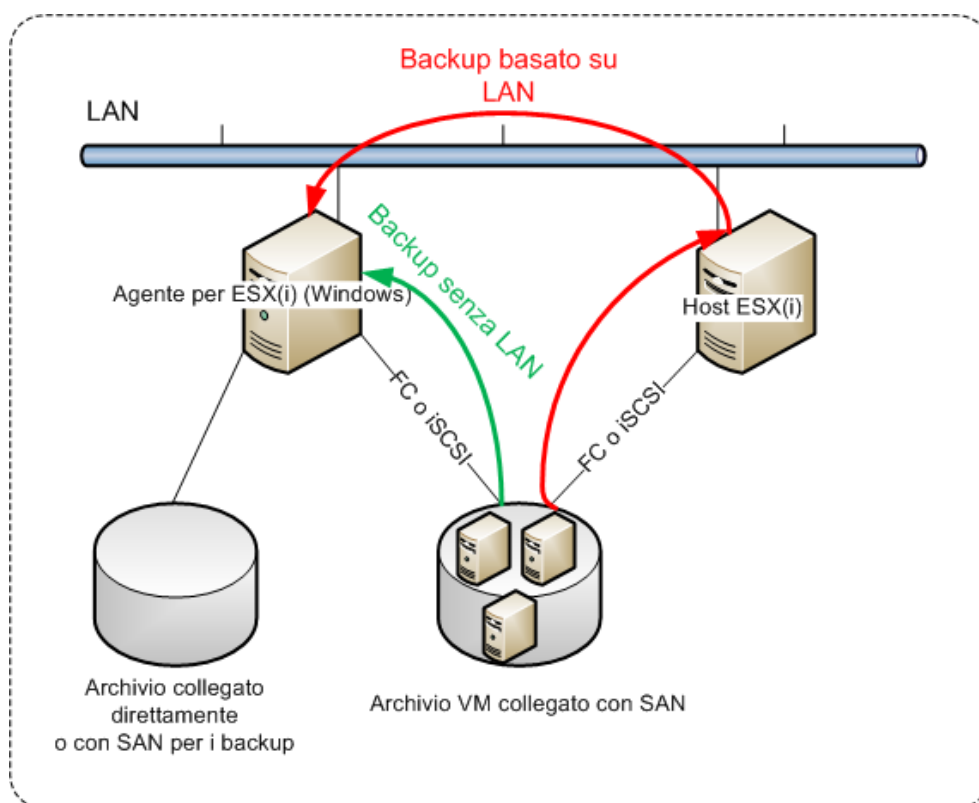 Backup basato su
LAN
LAN
Backup senza LAN
Agente per ESX(i) (Windows)
Host ESX(i)
FC o iSCSI
FC o iSCSI
Archivio collegato
direttamente
o con SAN per i backup
Archivio VM collegato con SAN